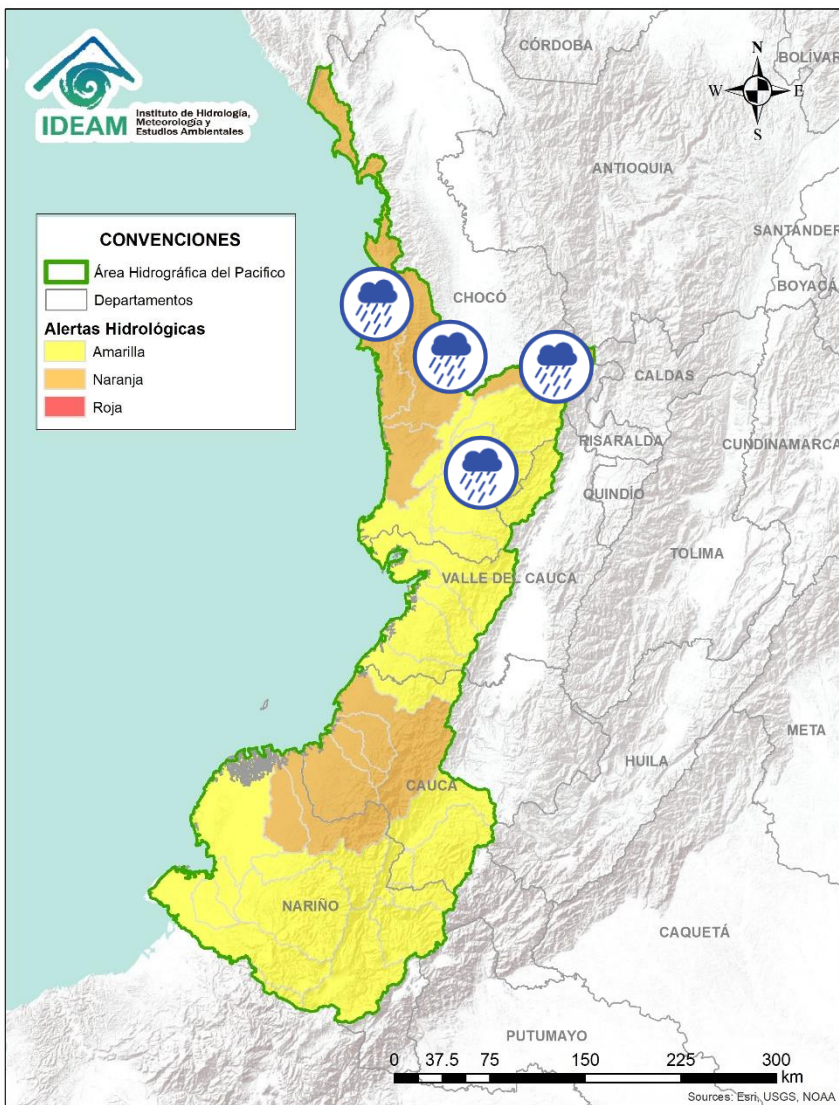 IDEAM
Instituto de Hidrología,
Meteorología y
Estudios Ambientales
CÓRDOBA
BOLÍVAR
N
W
E
S
ANTIOQUIA
SANTANDER
BOYACÁ
CONVENCIONES
Área Hidrográfica del Pacifico
Departamentos
Alertas Hidrológicas
Amarilla
Naranja
Roja
CHOCÓ
CALDAS
RISARALDA
CUNDINAMARCA
QUINDÍO
TOLIMA
VALLE DEL CAUCA
META
HUILA
CAUCA
NARIÑO
CAQUETÁ
PUTUMAYO
0 37.5 75 150 225 300
km
Sources: Esri, USGS, NOAA